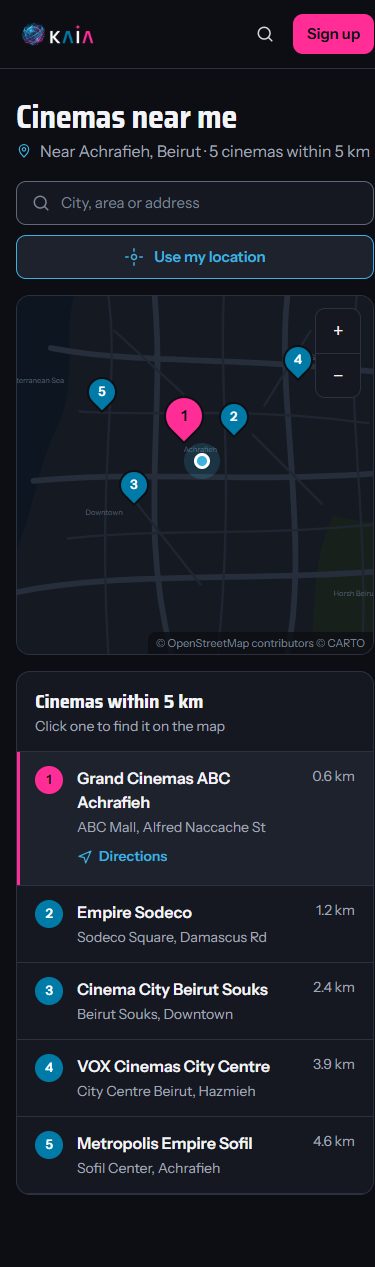 KAIA
Sign up
Cinemas near me
Near Achrafieh, Beirut · 5 cinemas within 5 km
City, area or address
Use my location
+
4
−
terranean Sea
5
1
2
Achrafieh
3
Downtown
Horsh Beiru
© OpenStreetMap contributors © CARTO
Cinemas within 5 km
Click one to find it on the map
1 Grand Cinemas ABC 0.6 km
Achrafieh
ABC Mall, Alfred Naccache St
Directions
2 Empire Sodeco 1.2 km
Sodeco Square, Damascus Rd
3 Cinema City Beirut Souks 2.4 km
Beirut Souks, Downtown
4 VOX Cinemas City Centre 3.9 km
City Centre Beirut, Hazmieh
5 Metropolis Empire Sofil 4.6 km
Sofil Center, Achrafieh